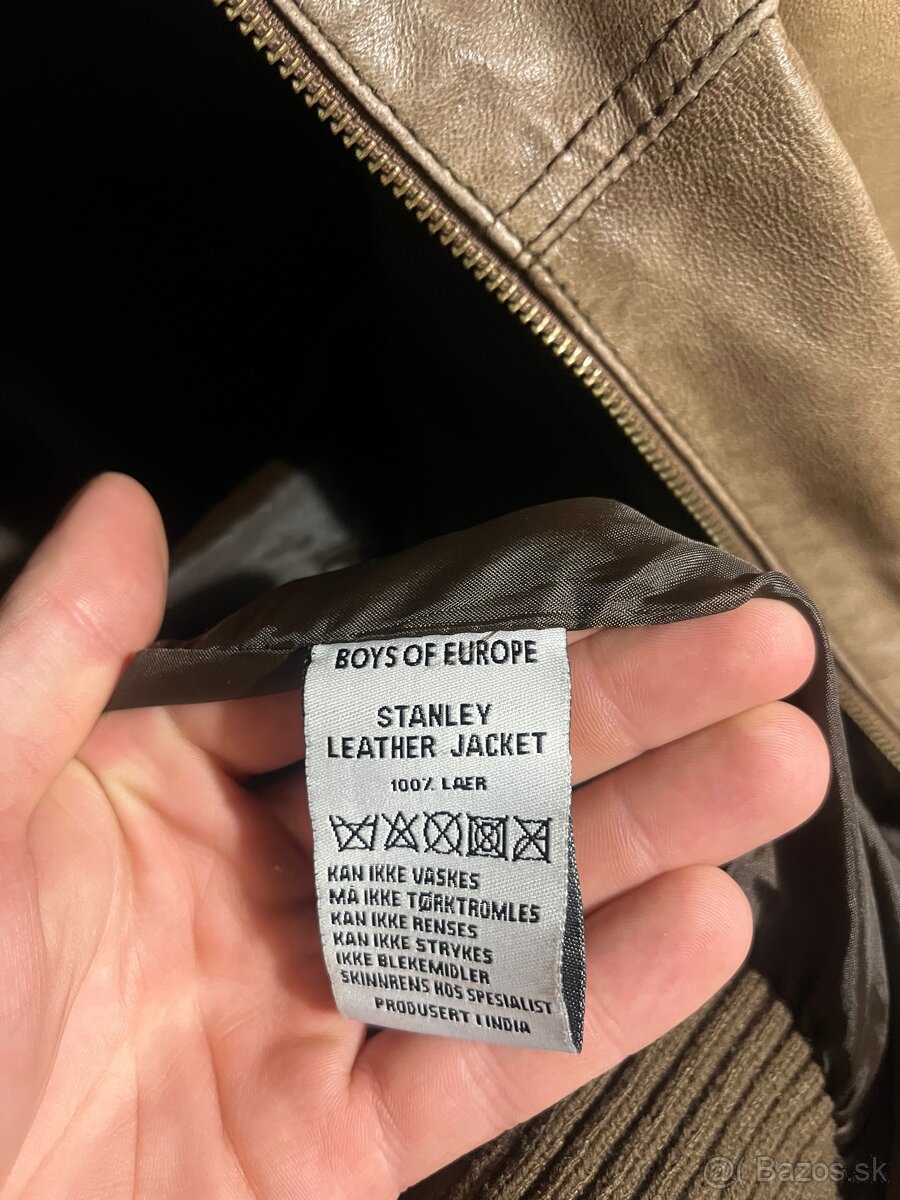 BOYS OF EUROPE
STANLEY
LEATHER JACKET
100% LAER
KAN IKKE VASKES
MÅ IKKE TØRKTROMLES
KAN IKKE RENSES
KAN IKKE STRYKES
IKKE BLEKEMIDLER
SKINNRENS HOS SPESIALIST
PRODUSERT I INDIA
@( Bazos.sk